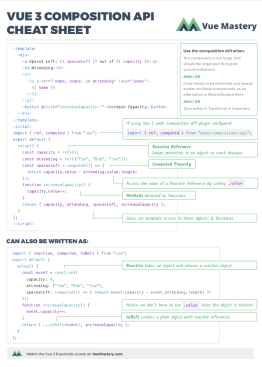 VUE 3 COMPOSITION API
CHEAT SHEET
Vue Mastery
<template>
<div>
<p>Spaces Left: {{ spacesLeft }} out of {{ capacity }}</p>
<h2>Attending</h2>
<ul>
<li v-for="(name, index) in attending" :key="index">
{{ name }}
</li>
</ul>
<button @click="increaseCapacity()">Increase Capacity</button>
</div>
</template>
<script>
import { ref, computed } from "vue";
export default {
setup() {
const capacity = ref(4);
const attending = ref(["Tim", "Bob", "Joe"]);
const spacesLeft = computed(() => {
return capacity.value - attending.value.length;
});
function increaseCapacity() {
capacity.value++;
}
return { capacity, attending, spacesLeft, increaseCapacity };
}
};
</script>
Use the composition API when:
The component is too large, and
should be organized by logical
concerns(feature).
AND/OR
Code needs to be extracted and reused
across multiple components, as an
alternative to Mixins/Scoped Slots.
AND/OR
Type safety in TypeScript is important.
If using Vue 2 with Composition API plugin configured:
import { ref, computed } from "@vue/composition-api";
Reactive Reference
Wraps primitives in an object to track changes
Computed Property
Access the value of a Reactive Reference by calling .value
Methods declared as functions
Gives our template access to these objects & functions
CAN ALSO BE WRITTEN AS:
import { reactive, computed, toRefs } from "vue";
export default {
setup() {
const event = reactive({
capacity: 4,
attending: ["Tim", "Bob", "Joe"],
spacesLeft: computed(() => { return event.capacity - event.attending.length; })
});
function increaseCapacity() {
event.capacity++;
}
return { ...toRefs(event), increaseCapacity };
}
};
Reactive takes an object and returns a reactive object
Notice we don't have to use .value since the object is reactive
toRefs creates a plain object with reactive references
Watch the Vue 3 Essentials course on VueMastery.com